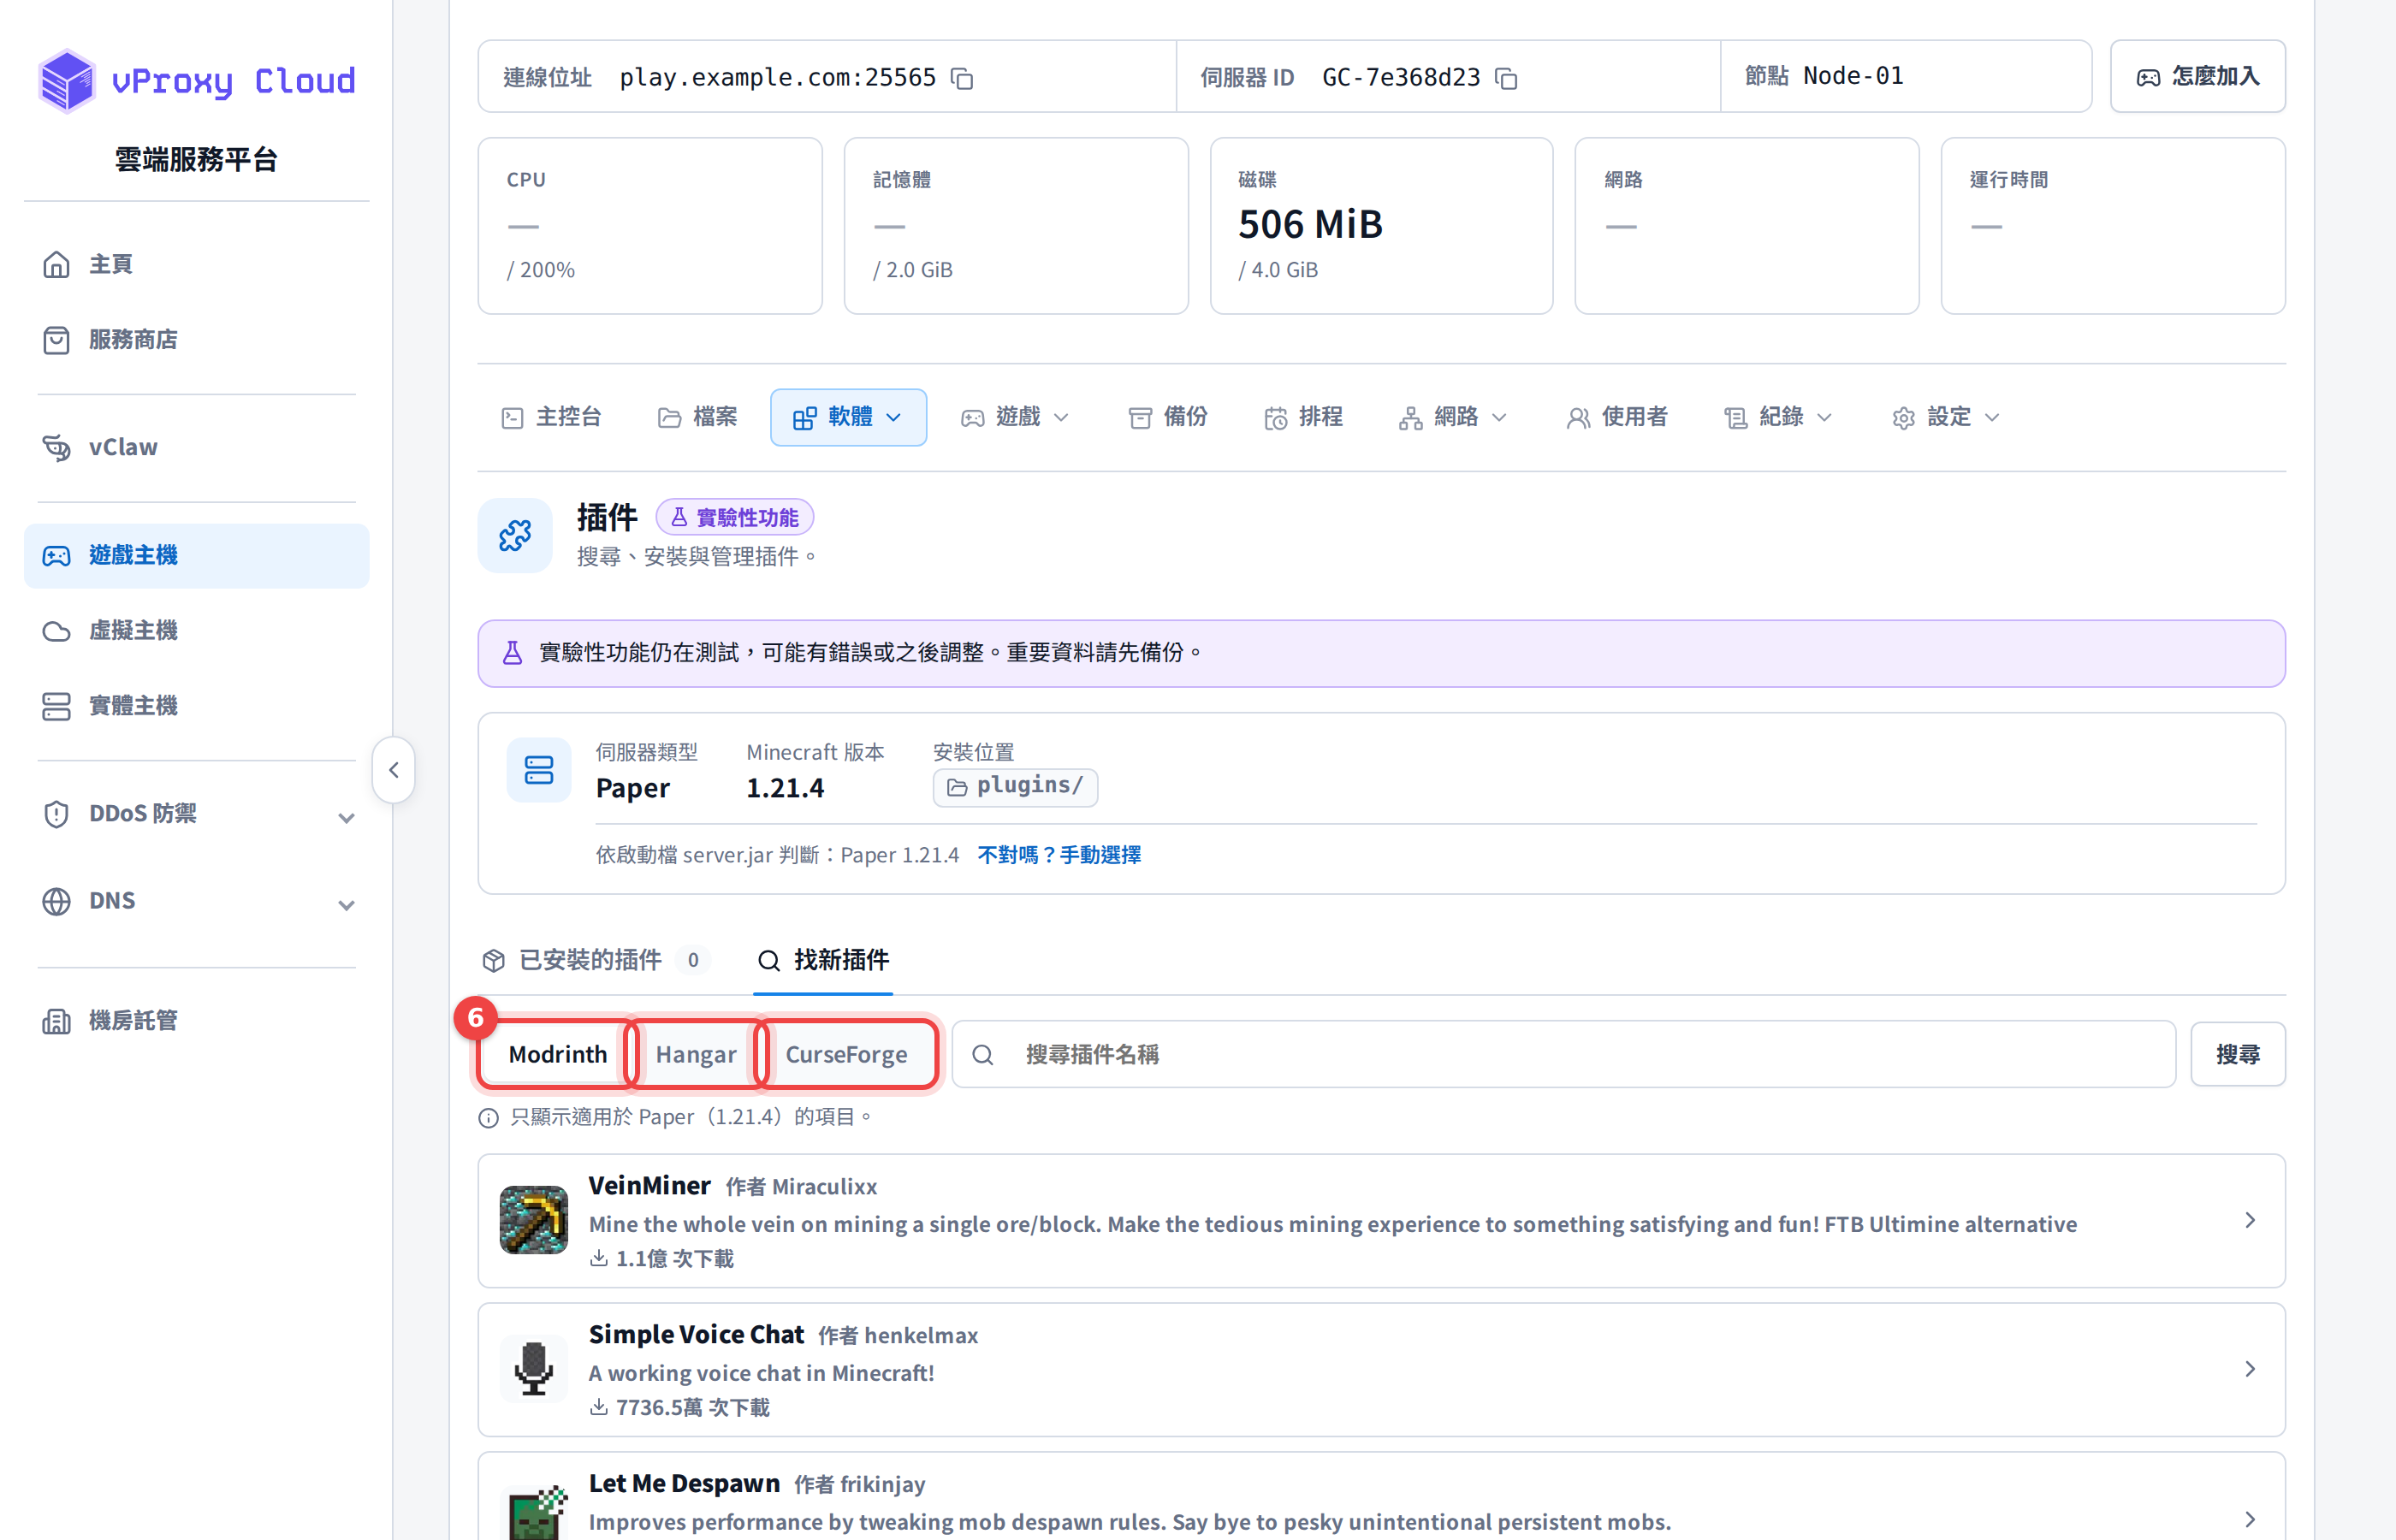 vProxy Cloud
雲端服務平台
主頁
服務商店
vClaw
遊戲主機
虛擬主機
實體主機
DDoS 防禦
DNS
機房託管
連線位址 play.example.com:25565
伺服器 ID GC-7e368d23
節點 Node-01
怎麼加入
CPU
—
/ 200%
記憶體
—
/ 2.0 GiB
磁碟
506 MiB
/ 4.0 GiB
網路
—
運行時間
—
主控台 檔案 軟體 遊戲 備份 排程 網路 使用者 紀錄 設定
插件 實驗性功能
搜尋、安裝與管理插件。
實驗性功能仍在測試，可能有錯誤或之後調整。重要資料請先備份。
伺服器類型 Minecraft 版本 安裝位置
Paper 1.21.4 plugins/
依啟動檔 server.jar 判斷：Paper 1.21.4 不對嗎？手動選擇
已安裝的插件 0 找新插件
6
Modrinth Hangar CurseForge 搜尋插件名稱 搜尋
只顯示適用於 Paper（1.21.4）的項目。
VeinMiner 作者 Miraculixx
Mine the whole vein on mining a single ore/block. Make the tedious mining experience to something satisfying and fun! FTB Ultimine alternative
1.1億 次下載
Simple Voice Chat 作者 henkelmax
A working voice chat in Minecraft!
7736.5萬 次下載
Let Me Despawn 作者 frikinjay
Improves performance by tweaking mob despawn rules. Say bye to pesky unintentional persistent mobs.